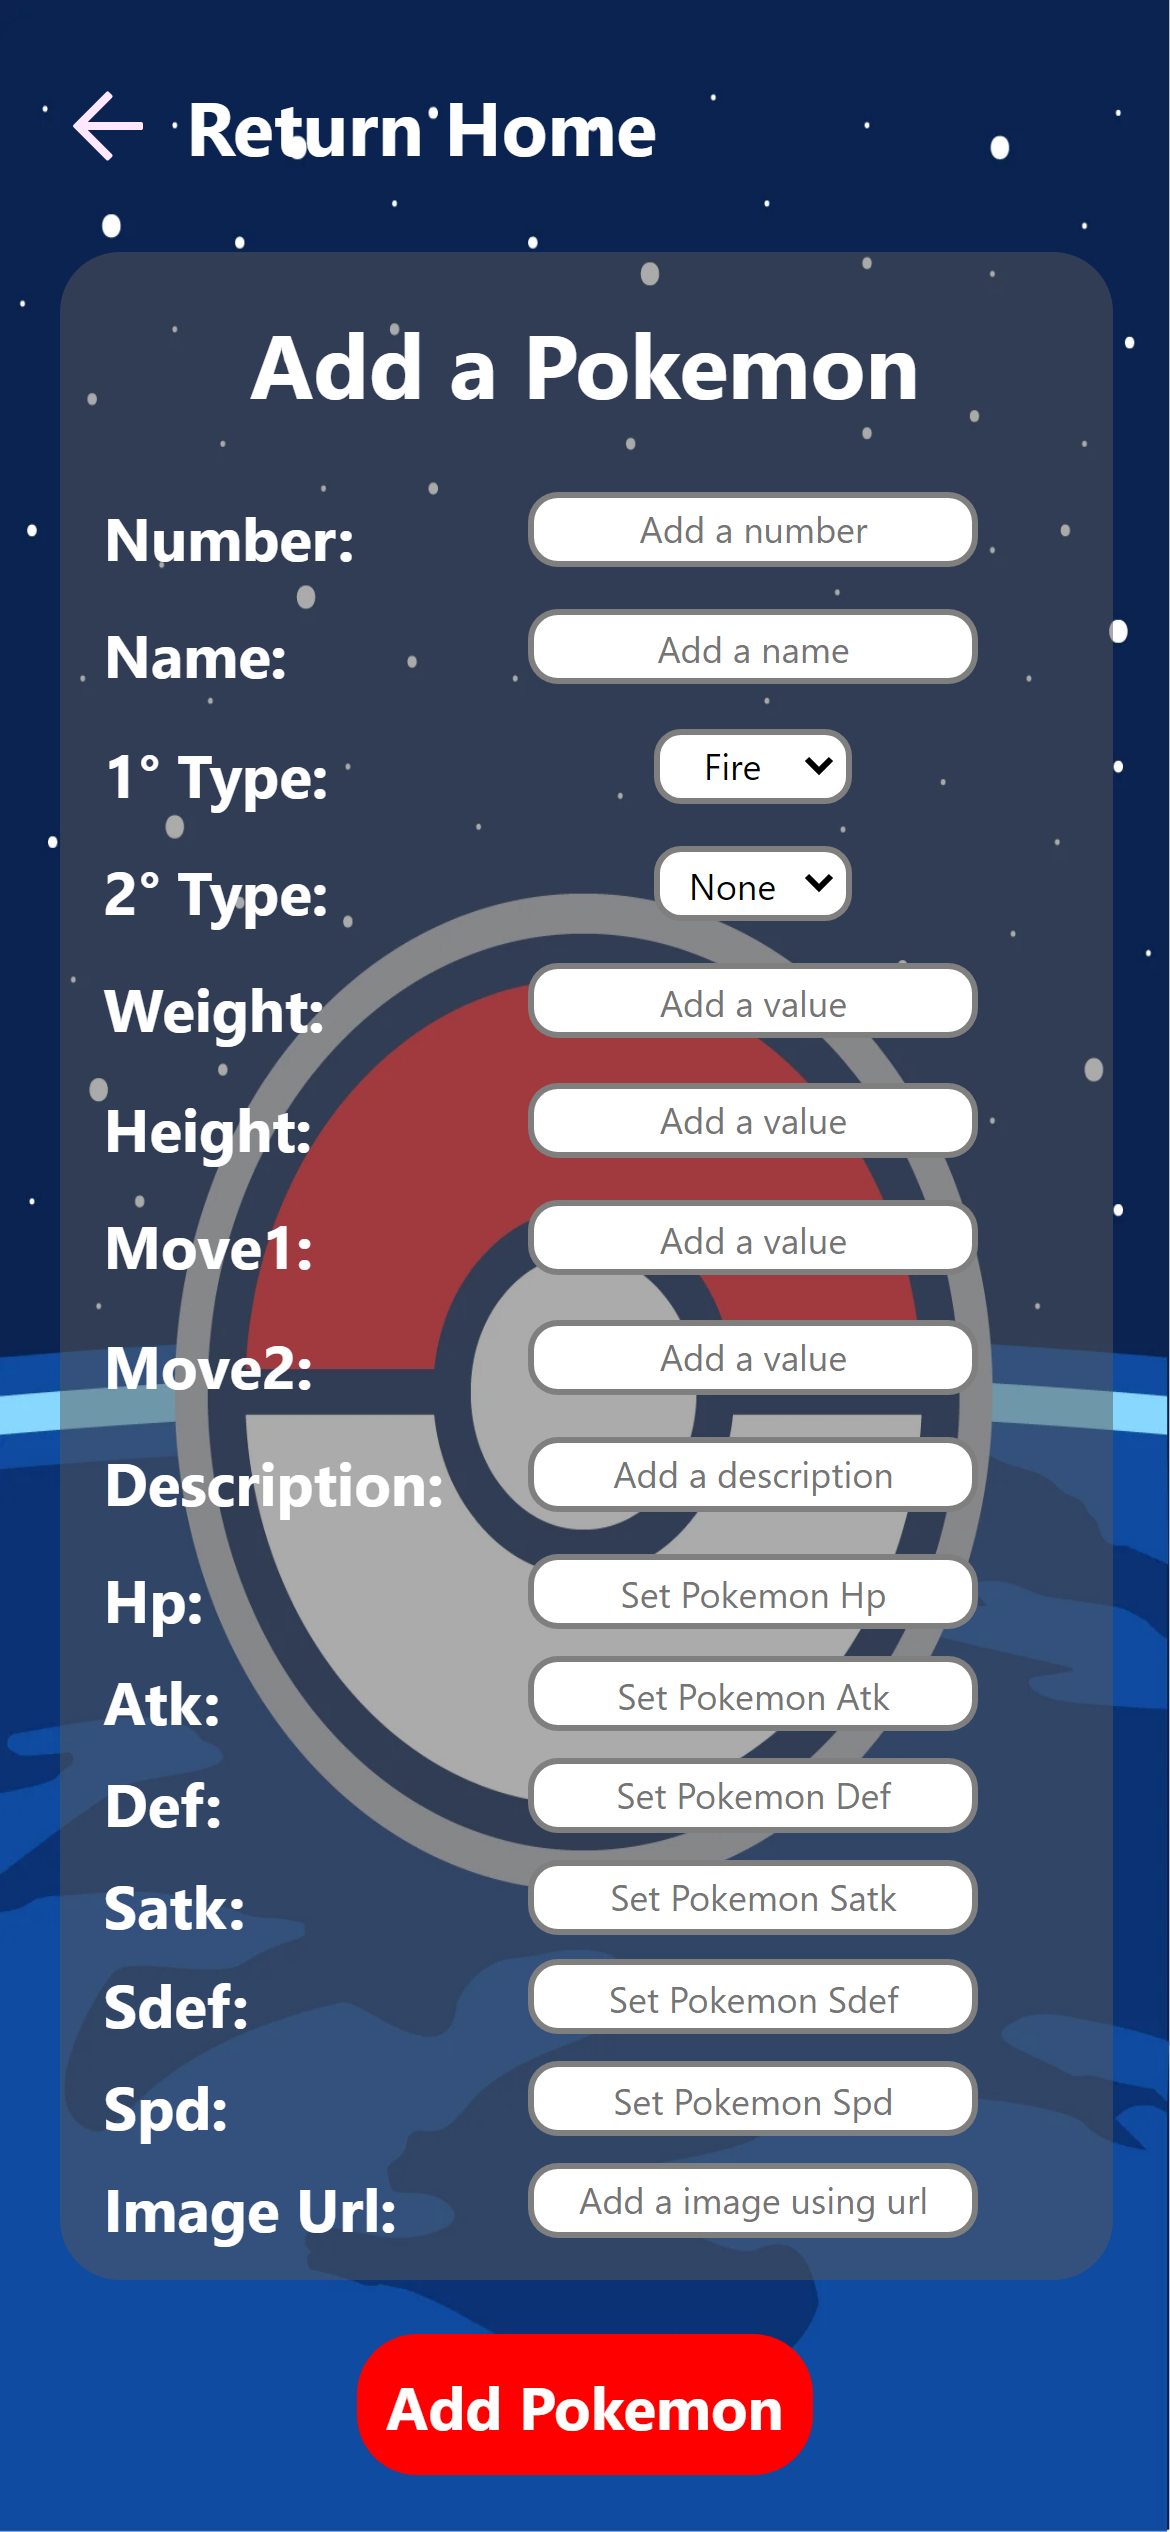 Return Home
Add a Pokemon
Number: Add a number
Name: Add a name
1° Type: Fire
2° Type: None
Weight: Add a value
Height: Add a value
Move1: Add a value
Move2: Add a value
Description: Add a description
Hp: Set Pokemon Hp
Atk: Set Pokemon Atk
Def: Set Pokemon Def
Satk: Set Pokemon Satk
Sdef: Set Pokemon Sdef
Spd: Set Pokemon Spd
Image Url: Add a image using url
Add Pokemon